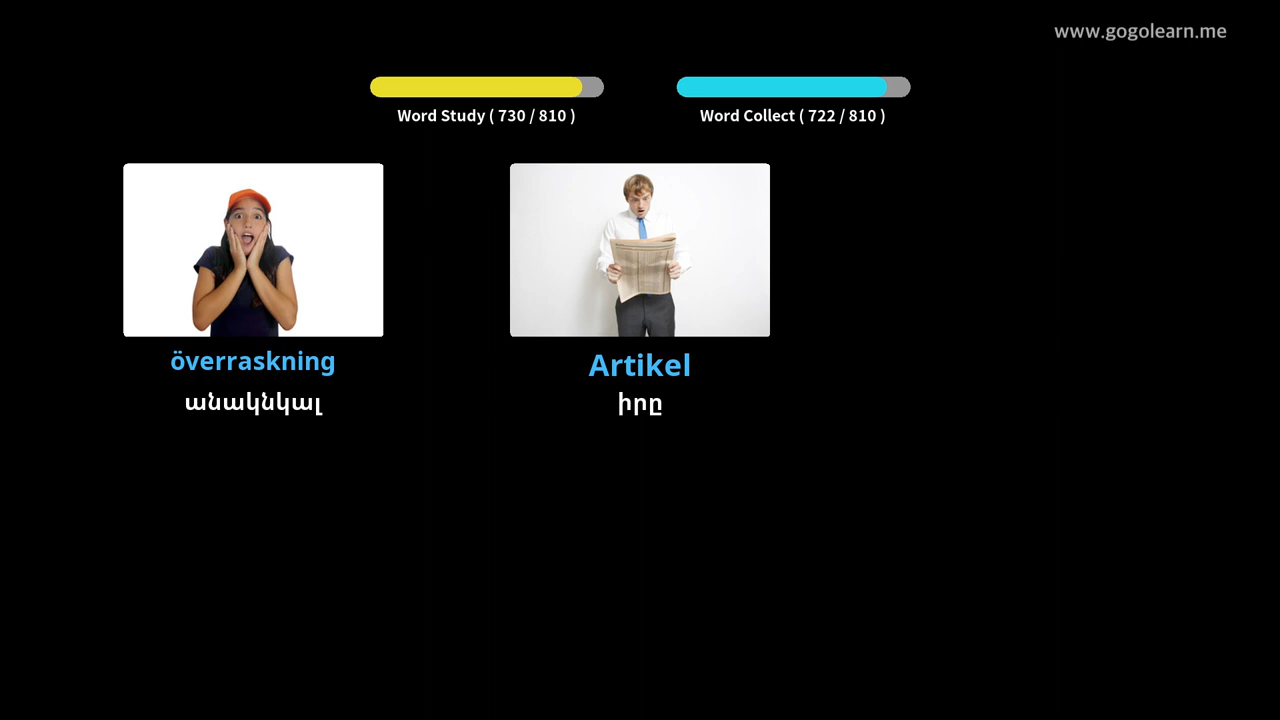 www.gogolearn.me
Word Study ( 730 / 810 )
Word Collect ( 722 / 810 )
överraskning
Artikel
անակնկալ
իրը